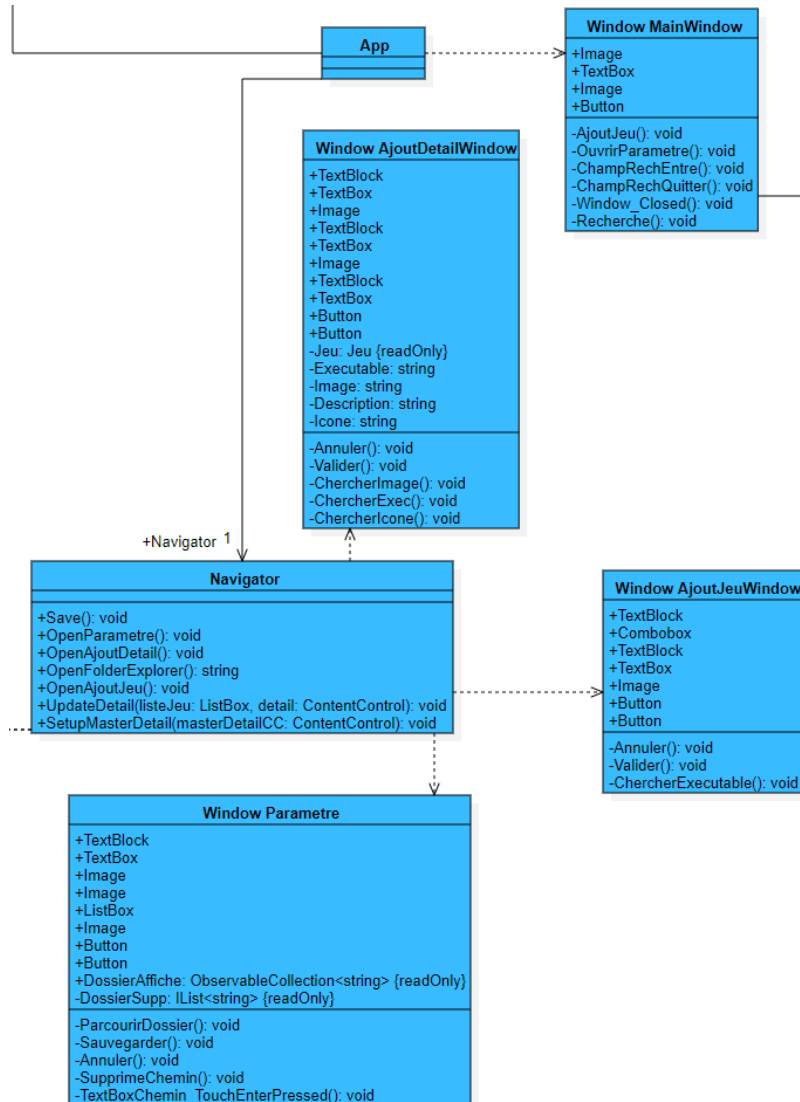 App
Window MainWindow
+Image
+TextBox
+Image
+Button
-AjoutJeu(): void
-OuvrirParametre(): void
-ChampRechEntre(): void
-ChampRechQuitter(): void
-Window_Closed(): void
-Recherche(): void
Window AjoutDetailWindow
+TextBlock
+TextBox
+Image
+TextBlock
+TextBox
+Image
+TextBlock
+TextBox
+Button
+Button
-Jeu: Jeu {readOnly}
-Executable: string
-Image: string
-Description: string
-Icone: string
-Annuler(): void
-Valider(): void
-ChercherImage(): void
-ChercherExec(): void
-ChercherIcone(): void
+Navigator 1
Navigator
+Save(): void
+OpenParametre(): void
+OpenAjoutDetail(): void
+OpenFolderExplorer(): string
+OpenAjoutJeu(): void
+UpdateDetail(listeJeu: ListBox, detail: ContentControl): void
+SetupMasterDetail(masterDetailCC: ContentControl): void
Window AjoutJeuWindow
+TextBlock
+Combobox
+TextBlock
+TextBox
+Image
+Button
+Button
-Annuler(): void
-Valider(): void
-ChercherExecutable(): void
Window Parametre
+TextBlock
+TextBox
+Image
+Image
+ListBox
+Image
+Button
+Button
+DossierAffiche: ObservableCollection<string> {readOnly}
-DossierSupp: IList<string> {readOnly}
-ParcourirDossier(): void
-Sauvegarder(): void
-Annuler(): void
-SupprimeChemin(): void
-TextBoxChemin_TouchEnterPressed(): void